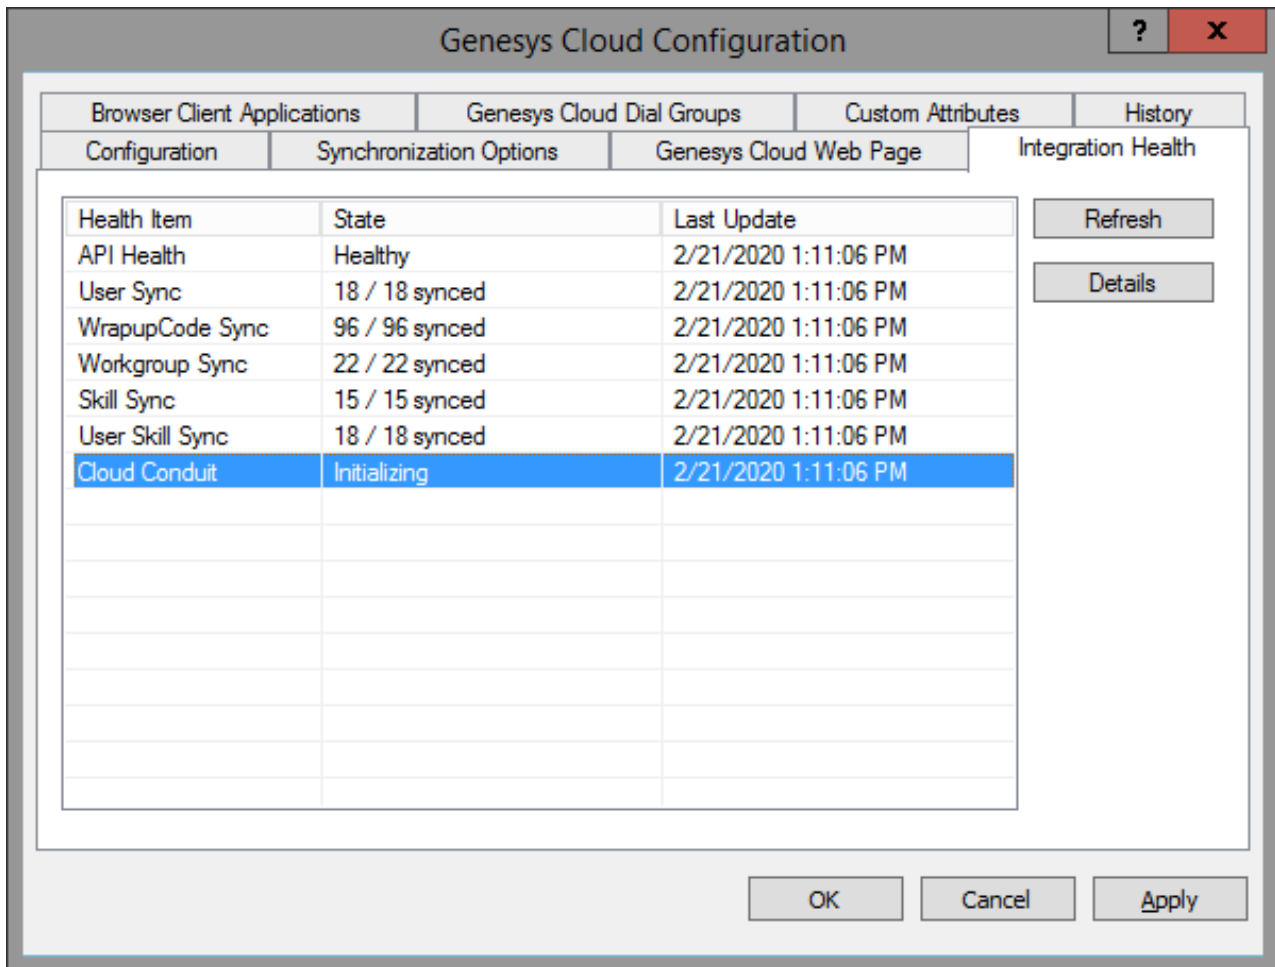 Genesys Cloud Configuration ? x
Browser Client Applications Genesys Cloud Dial Groups Custom Attributes History
Configuration Synchronization Options Genesys Cloud Web Page Integration Health
Health Item State Last Update Refresh
API Health Healthy 2/21/2020 1:11:06 PM
User Sync 18 / 18 synced 2/21/2020 1:11:06 PM Details
WrapupCode Sync 96 / 96 synced 2/21/2020 1:11:06 PM
Workgroup Sync 22 / 22 synced 2/21/2020 1:11:06 PM
Skill Sync 15 / 15 synced 2/21/2020 1:11:06 PM
User Skill Sync 18 / 18 synced 2/21/2020 1:11:06 PM
Cloud Conduit Initializing 2/21/2020 1:11:06 PM
OK Cancel Apply